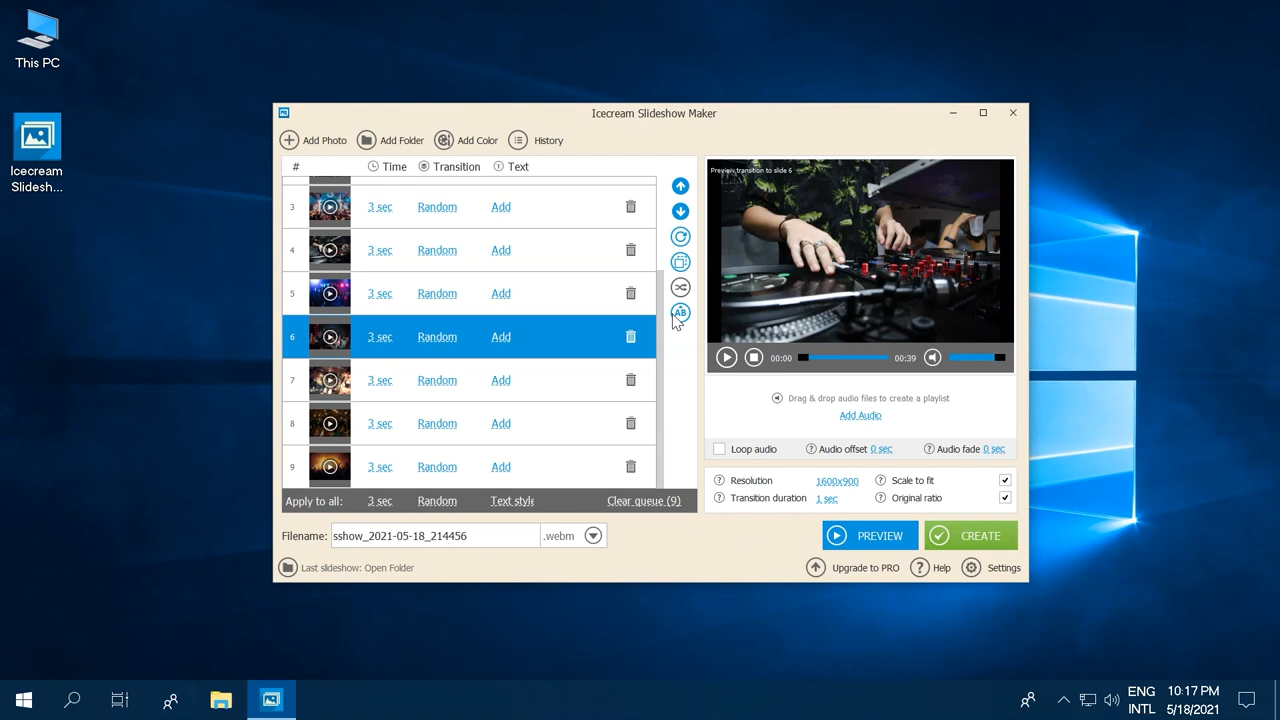 This PC
Icecream
Slidesh...
Icecream Slideshow Maker
Add Photo Add Folder Add Color History
# Time Transition Text
3 3 sec Random Add
4 3 sec Random Add
5 3 sec Random Add
6 3 sec Random Add
7 3 sec Random Add
8 3 sec Random Add
9 3 sec Random Add
Apply to all: 3 sec Random Text style Clear queue (9)
AB
Preview transition to slide 6
00:00 00:39
Drag & drop audio files to create a playlist
Add Audio
Loop audio ? Audio offset 0 sec ? Audio fade 0 sec
? Resolution 1600x900 ? Scale to fit
? Transition duration 1 sec ? Original ratio
Filename: sshow_2021-05-18_214456 .webm
PREVIEW CREATE
Last slideshow: Open Folder
Upgrade to PRO ? Help Settings
ENG
INTL
10:17 PM
5/18/2021